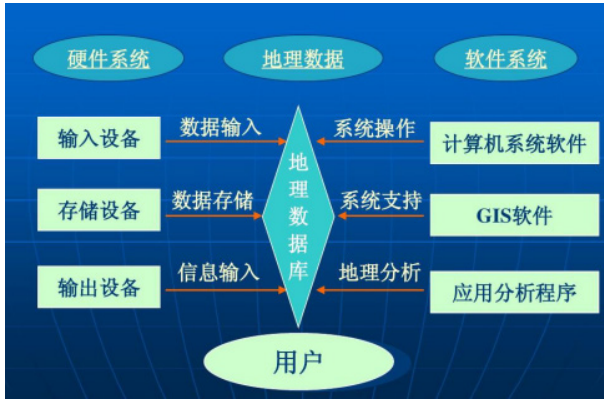 硬件系统 地理数据 软件系统
输入设备 数据输入 系统操作 计算机系统软件
存储设备 数据存储 系统支持 GIS软件
输出设备 信息输入 地理分析 应用分析程序
地理数据库
用户